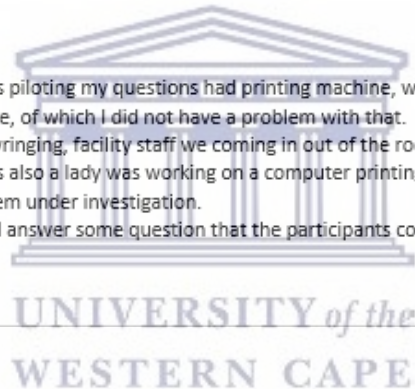 s piloting my questions had printing machine, w
e, of which I did not have a problem with that.
ringing, facility staff we coming in out of the ro
s also a lady was working on a computer printing
em under investigation.
l answer some question that the participants co
UNIVERSITY of the
WESTERN CAPE